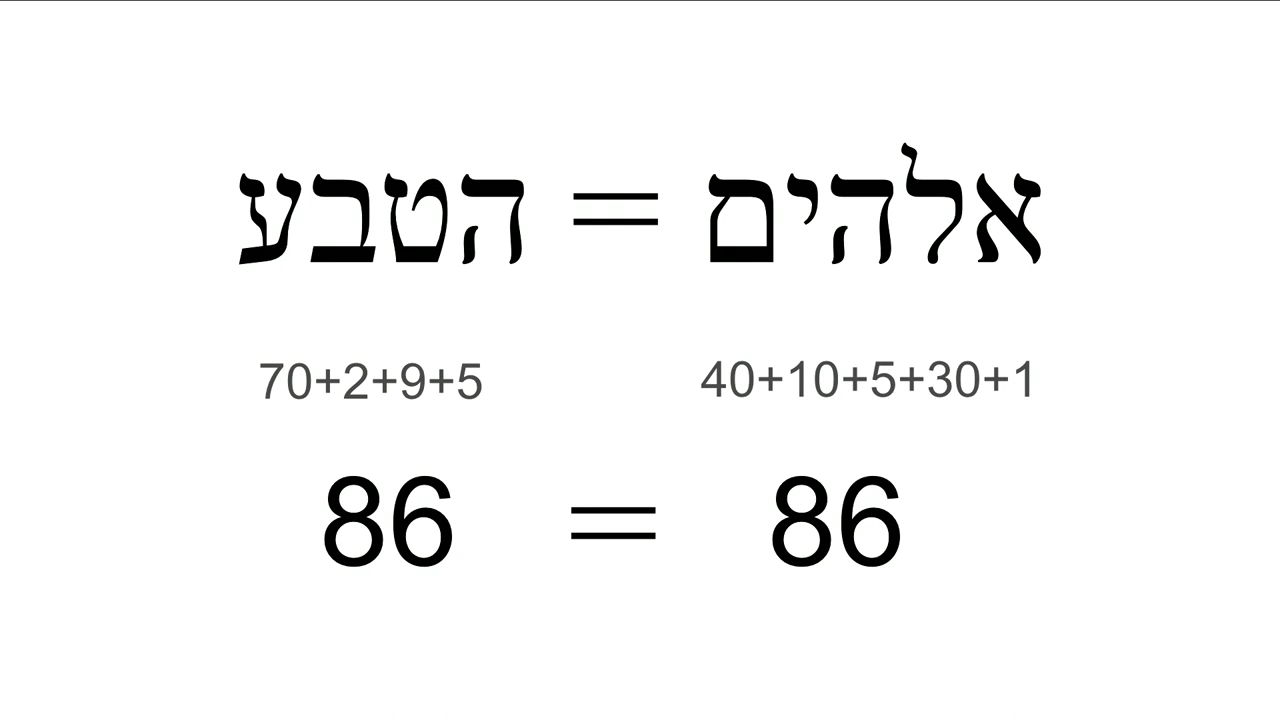 אלהים = הטבע
70+2+9+5 40+10+5+30+1
86 = 86